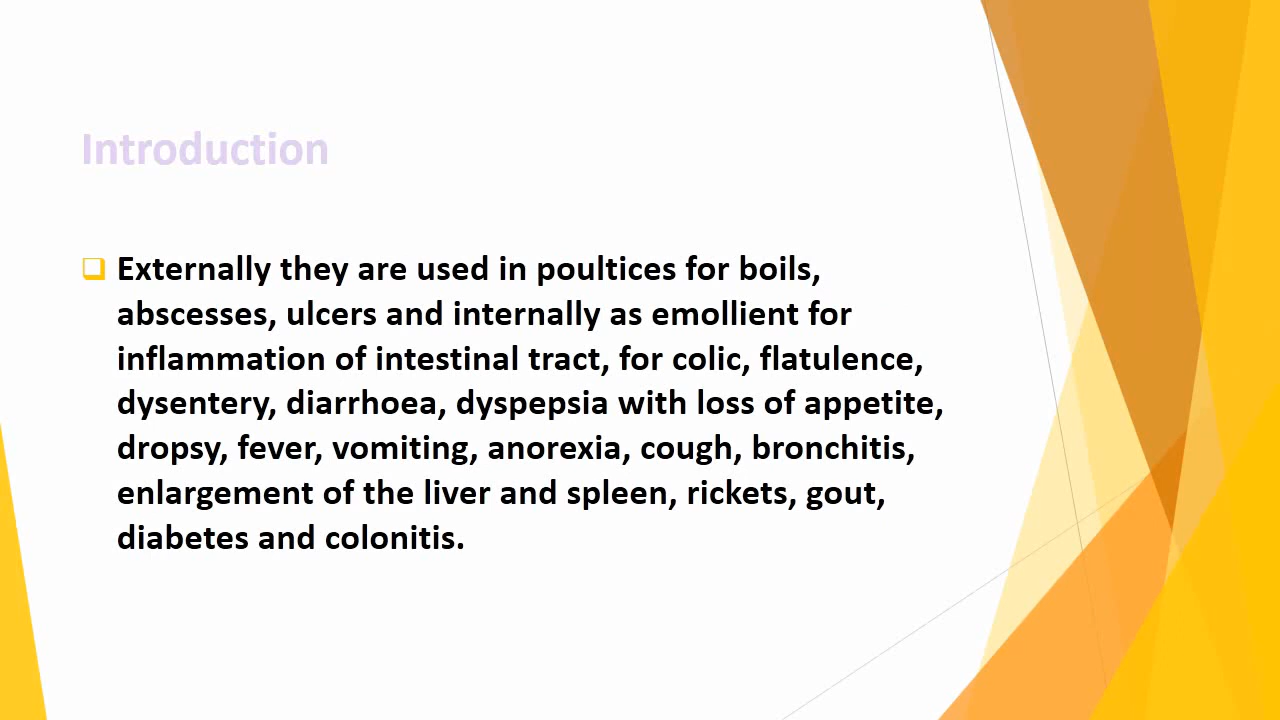 Introduction
Externally they are used in poultices for boils,
abscesses, ulcers and internally as emollient for
inflammation of intestinal tract, for colic, flatulence,
dysentery, diarrhoea, dyspepsia with loss of appetite,
dropsy, fever, vomiting, anorexia, cough, bronchitis,
enlargement of the liver and spleen, rickets, gout,
diabetes and colonitis.